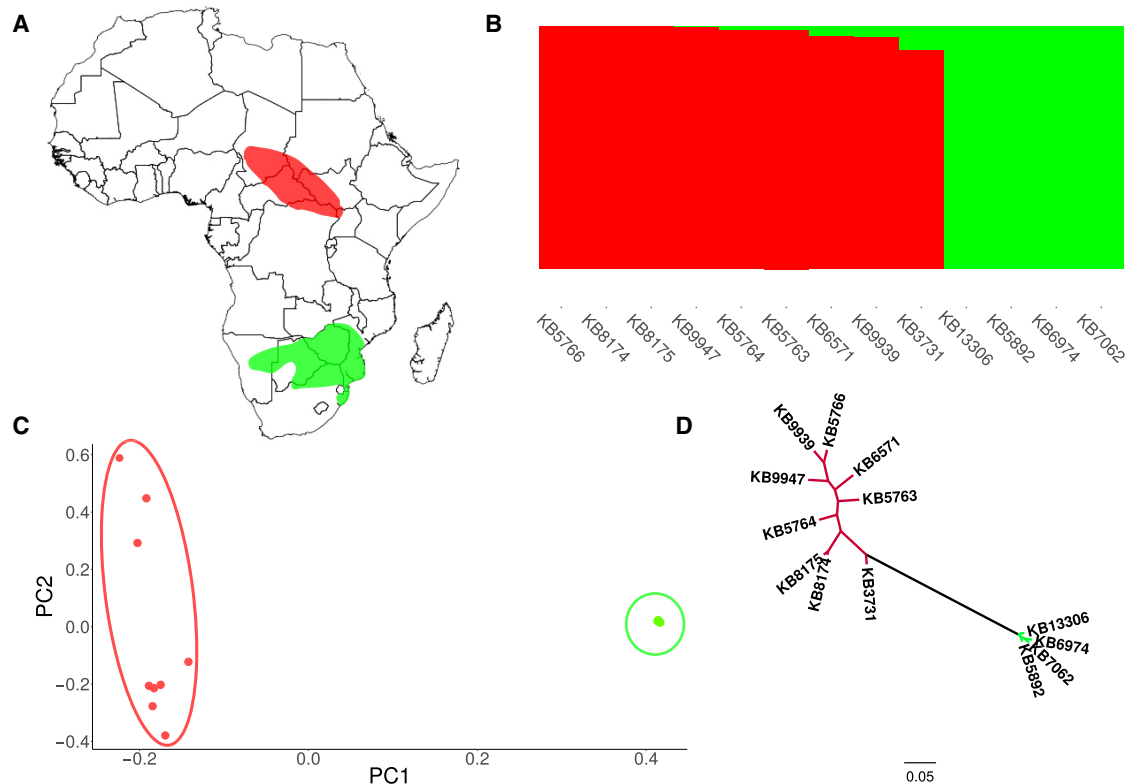 A
B
KB5766
KB8174
KB8175
KB9947
KB5764
KB5763
KB6571
KB9939
KB3731
KB13306
KB5892
KB6974
KB7062
C
0.6
0.4
0.2
0.0
−0.2
−0.4
PC2
−0.2
0.0
0.2
0.4
PC1
D
KB9939
KB5766
KB6571
KB9947
KB5763
KB5764
KB8175
KB8174
KB3731
KB13306
KB6974
KB7062
KB5892
0.05